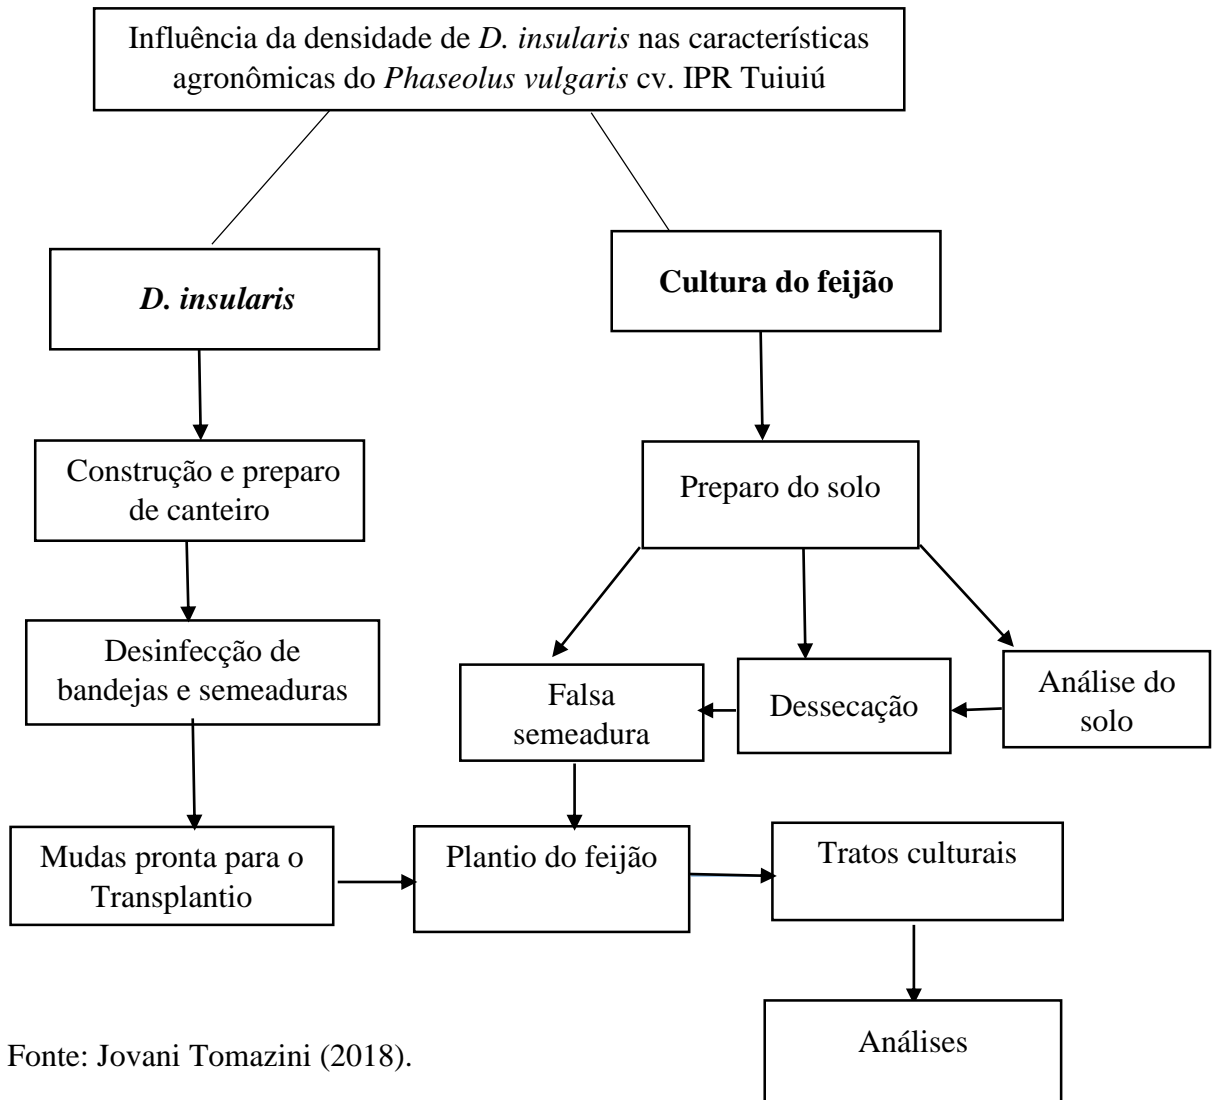 Influência da densidade de D. insularis nas características
agronômicas do Phaseolus vulgaris cv. IPR Tuiuiú
D. insularis
Cultura do feijão
Construção e preparo
de canteiro
Preparo do solo
Desinfecção de
bandejas e semeaduras
Falsa
semeadura
Dessecação
Análise do
solo
Mudas pronta para o
Transplantio
Plantio do feijão
Tratos culturais
Análises
Fonte: Jovani Tomazini (2018).